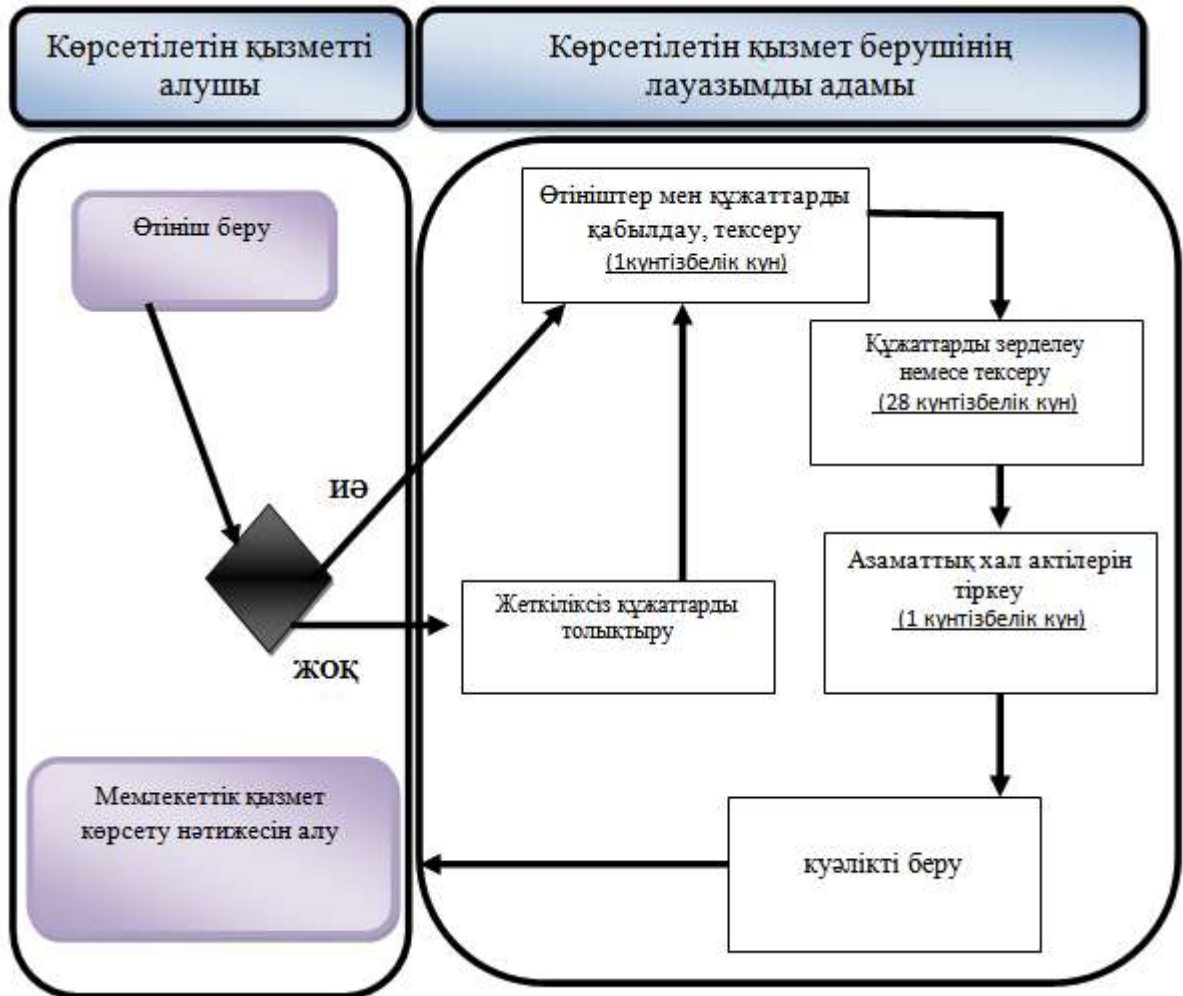 Көрсетілетін қызметті
алушы
Көрсетілетін қызмет берушінің
лауазымды адамы
Өтініш беру
Өтініштер мен құжаттарды
қабылдау, тексеру
(1күнтізбелік күн)
Құжаттарды зерделеу
немесе тексеру
(28 күнтізбелік күн)
иә
Азаматтық хал актілерін
тіркеу
(1 күнтізбелік күн)
Жеткіліксіз құжаттарды
толықтыру
жоқ
Мемлекеттік қызмет
көрсету нәтижесін алу
куәлікті беру